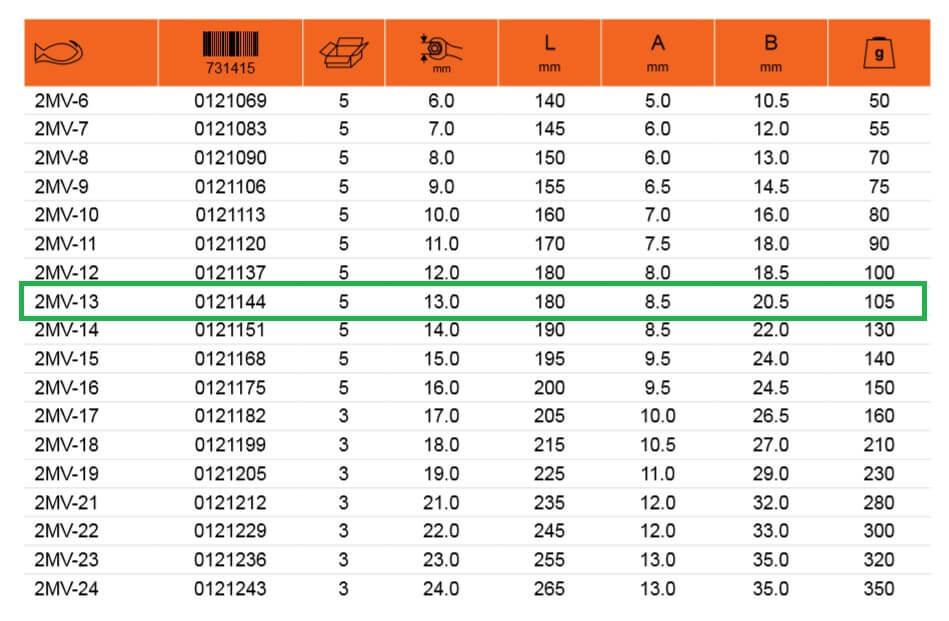 731415 mm L mm A mm B mm g
2MV-6 0121069 5 6.0 140 5.0 10.5 50
2MV-7 0121083 5 7.0 145 6.0 12.0 55
2MV-8 0121090 5 8.0 150 6.0 13.0 70
2MV-9 0121106 5 9.0 155 6.5 14.5 75
2MV-10 0121113 5 10.0 160 7.0 16.0 80
2MV-11 0121120 5 11.0 170 7.5 18.0 90
2MV-12 0121137 5 12.0 180 8.0 18.5 100
2MV-13 0121144 5 13.0 180 8.5 20.5 105
2MV-14 0121151 5 14.0 190 8.5 22.0 130
2MV-15 0121168 5 15.0 195 9.5 24.0 140
2MV-16 0121175 5 16.0 200 9.5 24.5 150
2MV-17 0121182 3 17.0 205 10.0 26.5 160
2MV-18 0121199 3 18.0 215 10.5 27.0 210
2MV-19 0121205 3 19.0 225 11.0 29.0 230
2MV-21 0121212 3 21.0 235 12.0 32.0 280
2MV-22 0121229 3 22.0 245 12.0 33.0 300
2MV-23 0121236 3 23.0 255 13.0 35.0 320
2MV-24 0121243 3 24.0 265 13.0 35.0 350